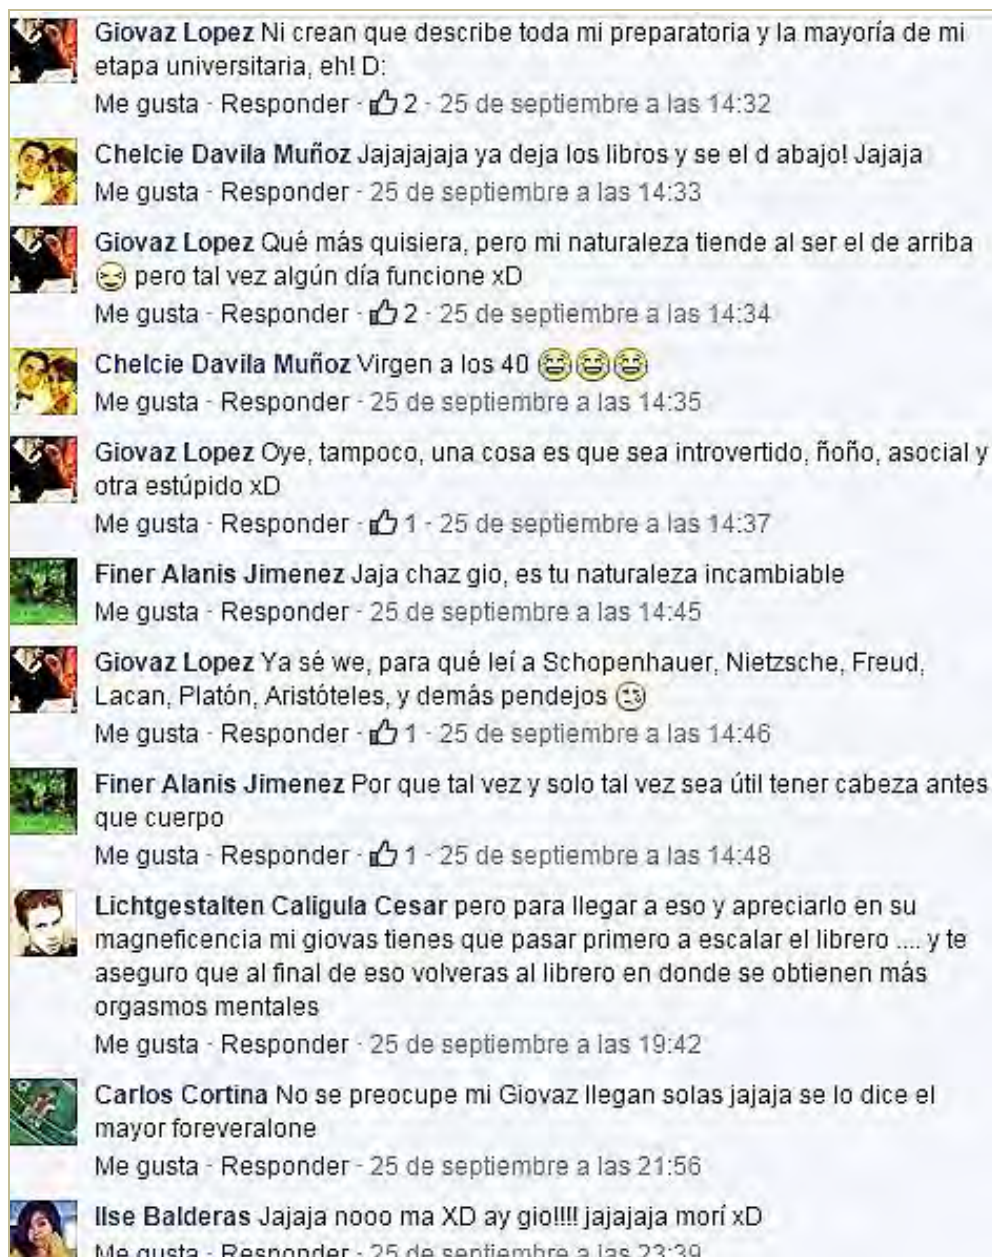 Giovaz Lopez Ni crean que describe toda mi preparatoria y la mayoría de mi
etapa universitaria, eh! D:
Me gusta · Responder · 2 · 25 de septiembre a las 14:32
Chelcie Davila Muñoz Jajajajaja ya deja los libros y se el d abajo! Jajaja
Me gusta · Responder · 25 de septiembre a las 14:33
Giovaz Lopez Qué más quisiera, pero mi naturaleza tiende al ser el de arriba
pero tal vez algún día funcione xD
Me gusta · Responder · 2 · 25 de septiembre a las 14:34
Chelcie Davila Muñoz Virgen a los 40
Me gusta · Responder · 25 de septiembre a las 14:35
Giovaz Lopez Oye, tampoco, una cosa es que sea introvertido, ñoño, asocial y
otra estúpido xD
Me gusta · Responder · 1 · 25 de septiembre a las 14:37
Finer Alanis Jimenez Jaja chaz gio, es tu naturaleza incambiable
Me gusta · Responder · 25 de septiembre a las 14:45
Giovaz Lopez Ya sé we, para qué leí a Schopenhauer, Nietzsche, Freud,
Lacan, Platón, Aristóteles, y demás pendejos
Me gusta · Responder · 1 · 25 de septiembre a las 14:46
Finer Alanis Jimenez Por que tal vez y solo tal vez sea útil tener cabeza antes
que cuerpo
Me gusta · Responder · 1 · 25 de septiembre a las 14:48
Lichtgestalten Caligula Cesar pero para llegar a eso y apreciarlo en su
magneficencia mi giovas tienes que pasar primero a escalar el librero .... y te
aseguro que al final de eso volveras al librero en donde se obtienen más
orgasmos mentales
Me gusta · Responder · 25 de septiembre a las 19:42
Carlos Cortina No se preocupe mi Giovaz llegan solas jajaja se lo dice el
mayor foreveralone
Me gusta · Responder · 25 de septiembre a las 21:56
Ilse Balderas Jajaja nooo ma XD ay gio!!!! jajajaja morí xD
Me gusta · Responder · 25 de septiembre a las 23:39